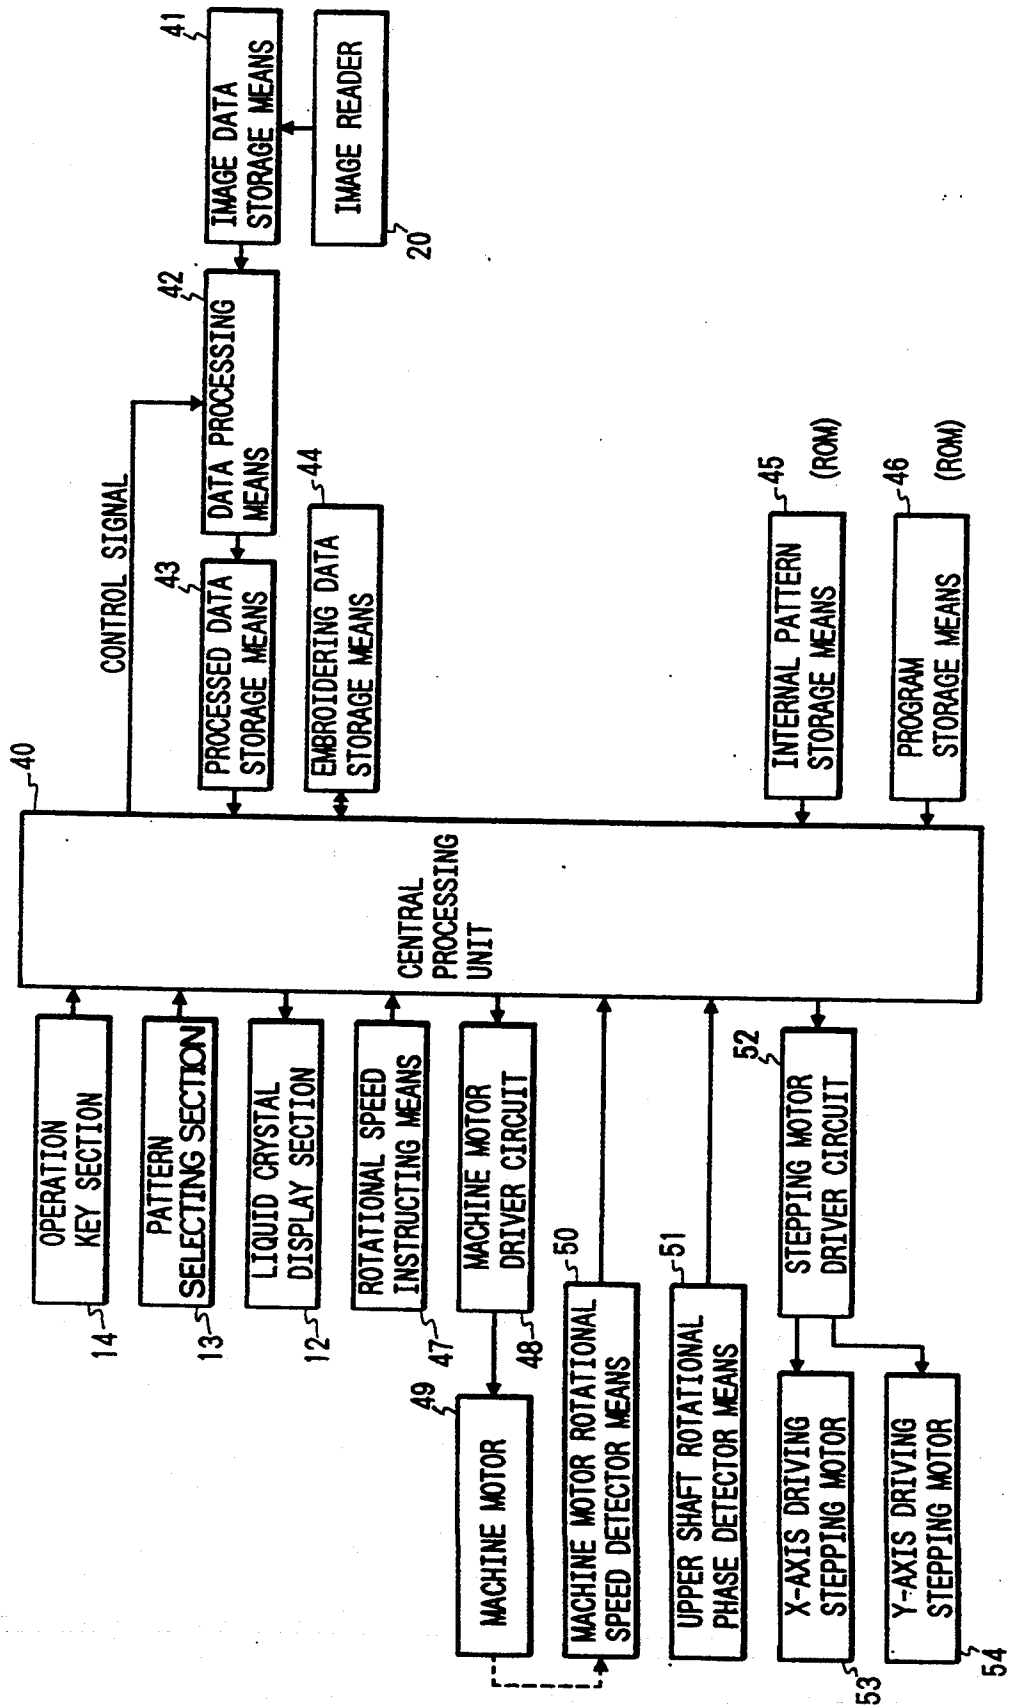 OPERATION
KEY SECTION
14
PATTERN
SELECTING SECTION
13
LIQUID CRYSTAL
DISPLAY SECTION
12
ROTATIONAL SPEED
INSTRUCTING MEANS
47
MACHINE MOTOR
DRIVER CIRCUIT
48
49
MACHINE MOTOR
50
MACHINE MOTOR ROTATIONAL
SPEED DETECTOR MEANS
51
UPPER SHAFT ROTATIONAL
PHASE DETECTOR MEANS
52
STEPPING MOTOR
DRIVER CIRCUIT
X-AXIS DRIVING
STEPPING MOTOR
53
Y-AXIS DRIVING
STEPPING MOTOR
54
40
CENTRAL
PROCESSING
UNIT
CONTROL SIGNAL
43
PROCESSED DATA
STORAGE MEANS
42
DATA PROCESSING
MEANS
41
IMAGE DATA
STORAGE MEANS
IMAGE READER
20
44
EMBROIDERING DATA
STORAGE MEANS
45
(ROM)
INTERNAL PATTERN
STORAGE MEANS
46
(ROM)
PROGRAM
STORAGE MEANS